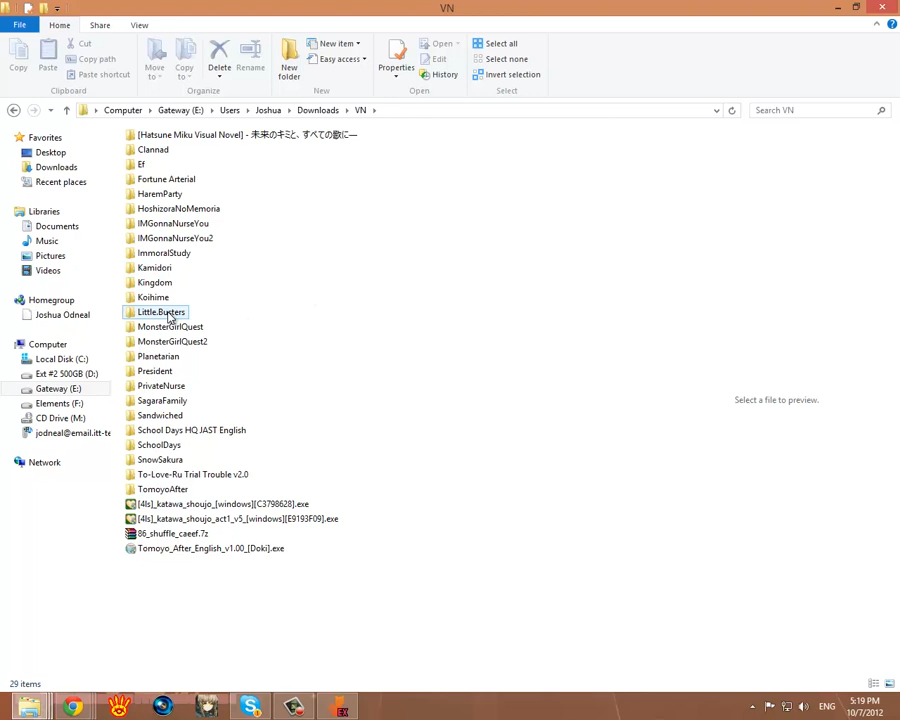 VN
File Home Share View
Copy
Paste
Cut
Copy path
Paste shortcut
Clipboard
Move to
Copy to
Delete
Rename
Organize
New folder
New item
Easy access
New
Properties
Open
Edit
History
Open
Select all
Select none
Invert selection
Select
Computer Gateway (E:) Users Joshua Downloads VN
Search VN
Favorites
Desktop
Downloads
Recent places
Libraries
Documents
Music
Pictures
Videos
Homegroup
Joshua Odneal
Computer
Local Disk (C:)
Ext #2 500GB (D:)
Gateway (E:)
Elements (F:)
CD Drive (M:)
jodneal@email.itt-te
Network
[Hatsune Miku Visual Novel] - 未来のキミと、すべての歌に—
Clannad
Ef
Fortune Arterial
HaremParty
HoshizoraNoMemoria
IMGonnaNurseYou
IMGonnaNurseYou2
ImmoralStudy
Kamidori
Kingdom
Koihime
Little.Busters
MonsterGirlQuest
MonsterGirlQuest2
Planetarian
President
PrivateNurse
SagaraFamily
Sandwiched
School Days HQ JAST English
SchoolDays
SnowSakura
To-Love-Ru Trial Trouble v2.0
TomoyoAfter
[4ls]_katawa_shoujo_[windows][C3798628].exe
[4ls]_katawa_shoujo_act1_v5_[windows][E9193F09].exe
86_shuffle_caeef.7z
Tomoyo_After_English_v1.00_[Doki].exe
Select a file to preview.
29 items
EX
ENG
5:19 PM
10/7/2012